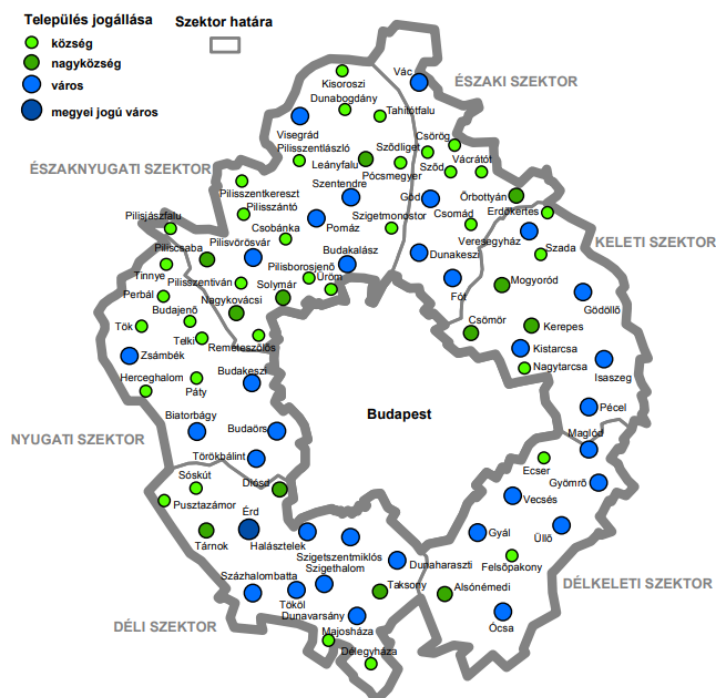 Település jogállása
Szektor határa
község
nagyközség
város
megyei jogú város
ÉSZAKI SZEKTOR
Vác
Kisoroszi
Dunabogdány
Tahitótfalu
Visegrád
Csörög
Sződliget
Pilisszentlászló
Leányfalu
Sződ
Vácrátót
Pócsmegyer
ÉSZAKNYUGATI SZEKTOR
Szentendre
Pilisszentkereszt
Göd
Őrbottyán
Pilisszántó
Csomád
Erdőkertes
Pilisjászfalu
Csobánka
Pomáz
Szigetmonostor
Veresegyház
KELETI SZEKTOR
Piliscsaba
Pilisvörösvár
Budakalász
Dunakeszi
Szada
Tinnye
Pilisborosjenő
Pilisszentiván
Üröm
Solymár
Fót
Mogyoród
Perbál
Nagykovácsi
Gödöllő
Budajenő
Csömör
Kerepes
Tök
Telki
Remeteszőlős
Zsámbék
Kistarcsa
Nagytarcsa
Isaszeg
Herceghalom
Páty
Budakeszi
Budapest
Pécel
Biatorbágy
Budaörs
NYUGATI SZEKTOR
Maglód
Törökbálint
Ecser
Sóskút
Diósd
Gyömrő
Pusztazámor
Vecsés
Érd
Tárnok
Halásztelek
Gyál
Üllő
Szigetszentmiklós
Dunaharaszti
Felsőpakony
Szigethalom
Százhalombatta
Taksony
Alsónémedi
DÉLKELETI SZEKTOR
Tököl
Dunavarsány
DÉLI SZEKTOR
Majosháza
Ócsa
Délegyháza